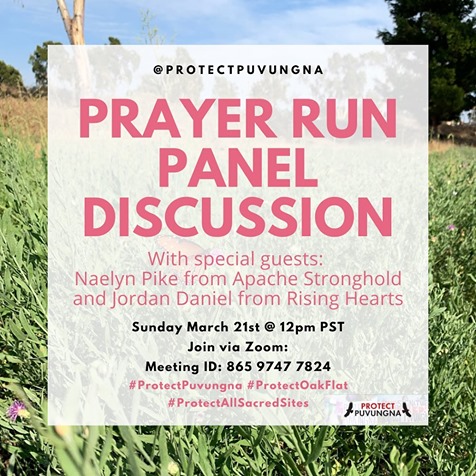 @PROTECTPUVUNGNA
PRAYER RUN
PANEL
DISCUSSION
With special guests:
Naelyn Pike from Apache Stronghold
and Jordan Daniel from Rising Hearts
Sunday March 21st @ 12pm PST
Join via Zoom:
Meeting ID: 865 9747 7824
#ProtectPuvungna #ProtectOakFlat
#ProtectAllSacredSites
PROTECT
PUVUNGNA